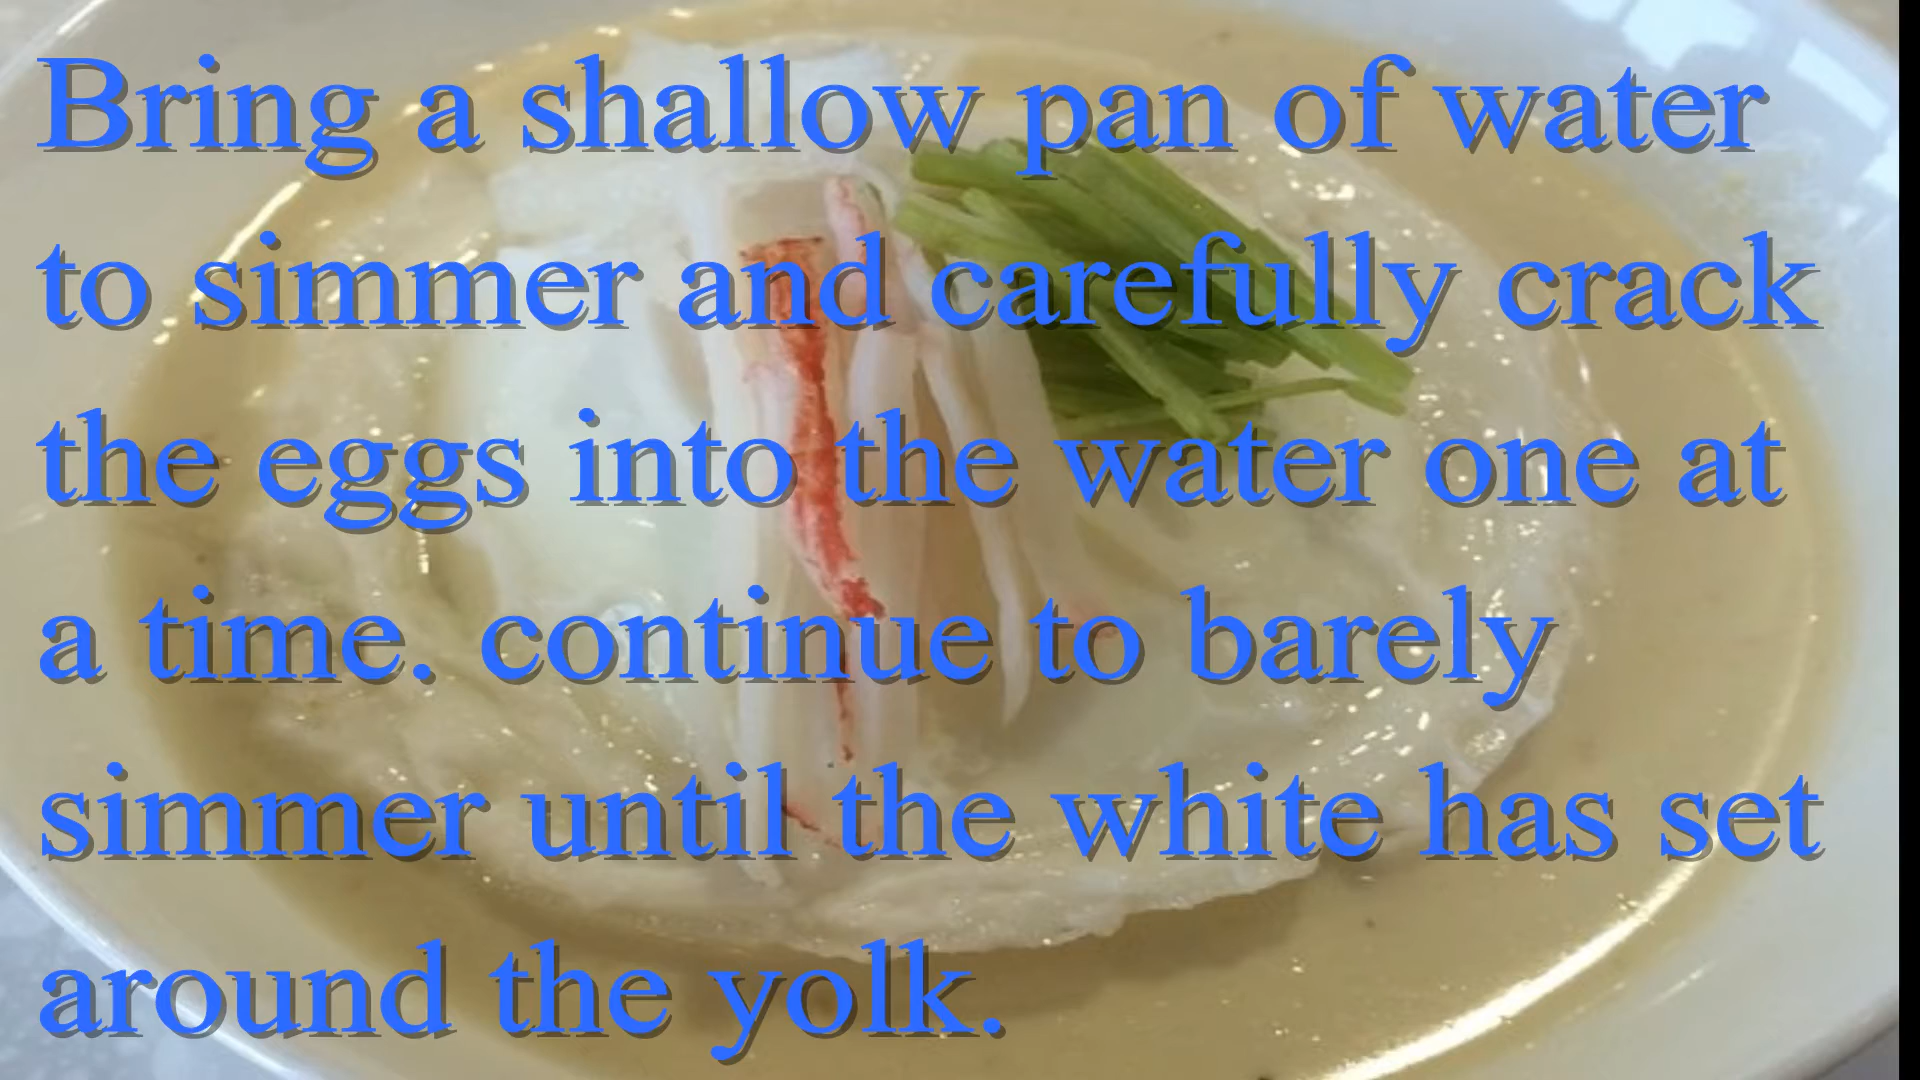 Bring a shallow pan of water
to simmer and carefully crack
the eggs into the water one at
a time. continue to barely
simmer until the white has set
around the yolk.